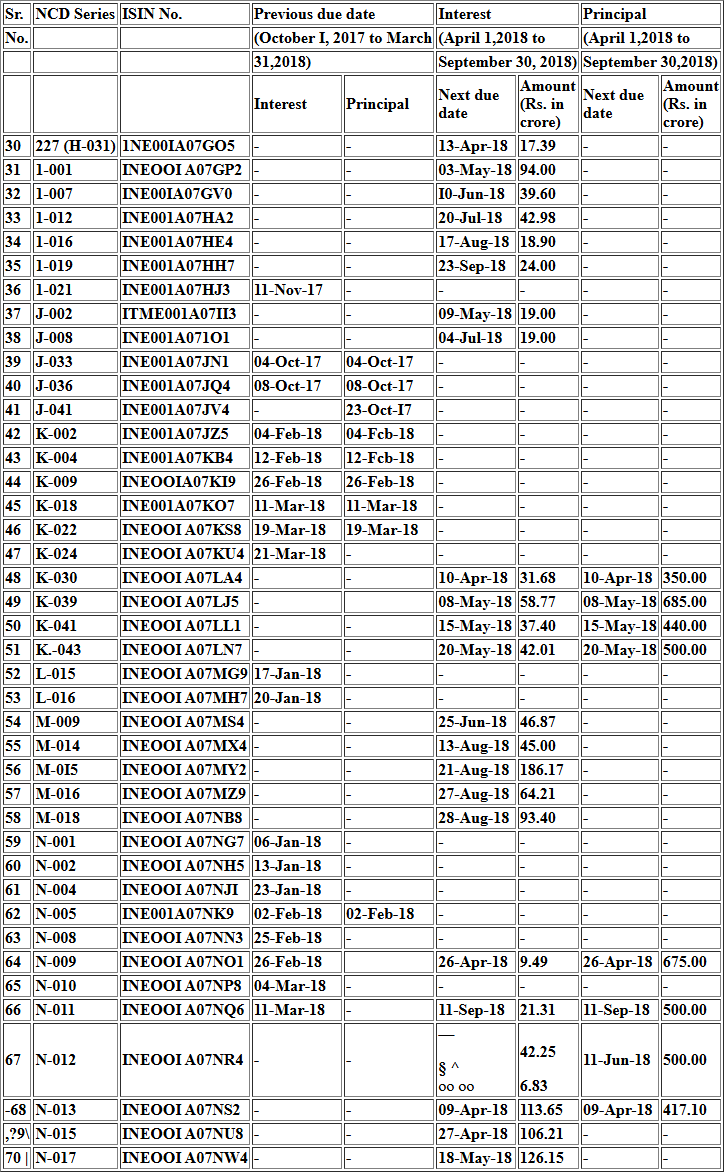 Sr. NCD Series ISIN No. Previous due date Interest Principal
No. (October I, 2017 to March (April 1,2018 to (April 1,2018 to
31,2018) September 30, 2018) September 30,2018)
Interest Principal Next due date Amount (Rs. in crore) Next due date Amount (Rs. in crore)
30 227 (H-031) 1NE00IA07GO5 - - 13-Apr-18 17.39 - -
31 1-001 INEOOI A07GP2 - - 03-May-18 94.00 - -
32 1-007 INE00IA07GV0 - - I0-Jun-18 39.60 - -
33 1-012 INE001A07HA2 - - 20-Jul-18 42.98 - -
34 1-016 INE001A07HE4 - - 17-Aug-18 18.90 - -
35 1-019 INE001A07HH7 - - 23-Sep-18 24.00 - -
36 1-021 INE001A07HJ3 11-Nov-17 - - - - -
37 J-002 ITME001A07II3 - - 09-May-18 19.00 - -
38 J-008 INE001A071O1 - - 04-Jul-18 19.00 - -
39 J-033 INE001A07JN1 04-Oct-17 04-Oct-17 - - - -
40 J-036 INE001A07JQ4 08-Oct-17 08-Oct-17 - - - -
41 J-041 INE001A07JV4 - 23-Oct-I7 - - - -
42 K-002 INE001A07JZ5 04-Feb-18 04-Fcb-18 - - - -
43 K-004 INE001A07KB4 12-Feb-18 12-Fcb-18 - - - -
44 K-009 INEOOIA07KI9 26-Feb-18 26-Feb-18 - - - -
45 K-018 INE001A07KO7 11-Mar-18 11-Mar-18 - - - -
46 K-022 INEOOI A07KS8 19-Mar-18 19-Mar-18 - - - -
47 K-024 INEOOI A07KU4 21-Mar-18 - - - -
48 K-030 INEOOI A07LA4 - - 10-Apr-18 31.68 10-Apr-18 350.00
49 K-039 INEOOI A07LJ5 - 08-May-18 58.77 08-May-18 685.00
50 K-041 INEOOI A07LL1 - - 15-May-18 37.40 15-May-18 440.00
51 K.-043 INEOOI A07LN7 - - 20-May-18 42.01 20-May-18 500.00
52 L-015 INEOOI A07MG9 17-Jan-18 - - - -
53 L-016 INEOOI A07MH7 20-Jan-18 - - - -
54 M-009 INEOOI A07MS4 - - 25-Jun-18 46.87 - -
55 M-014 INEOOI A07MX4 - - 13-Aug-18 45.00 - -
56 M-0I5 INEOOI A07MY2 - - 21-Aug-18 186.17 - -
57 M-016 INEOOI A07MZ9 - - 27-Aug-18 64.21 - -
58 M-018 INEOOI A07NB8 - - 28-Aug-18 93.40 - -
59 N-001 INEOOI A07NG7 06-Jan-18 - - - - -
60 N-002 INEOOI A07NH5 13-Jan-18 - - - - -
61 N-004 INEOOI A07NJI 23-Jan-18 - - - - -
62 N-005 INE001A07NK9 02-Feb-18 02-Feb-18 - - - -
63 N-008 INEOOI A07NN3 25-Feb-18 - - - - -
64 N-009 INEOOI A07NO1 26-Feb-18 26-Apr-18 9.49 26-Apr-18 675.00
65 N-010 INEOOI A07NP8 04-Mar-18 - - - - -
66 N-011 INEOOI A07NQ6 11-Mar-18 - 11-Sep-18 21.31 11-Sep-18 500.00
—
42.25
67 N-012 INEOOI A07NR4 - - § ^ 11-Jun-18 500.00
oo oo 6.83
-68 N-013 INEOOI A07NS2 - - 09-Apr-18 113.65 09-Apr-18 417.10
,?9\ N-015 INEOOI A07NU8 - - 27-Apr-18 106.21 - -
70 | N-017 INEOOI A07NW4 - - 18-May-18 126.15 - -